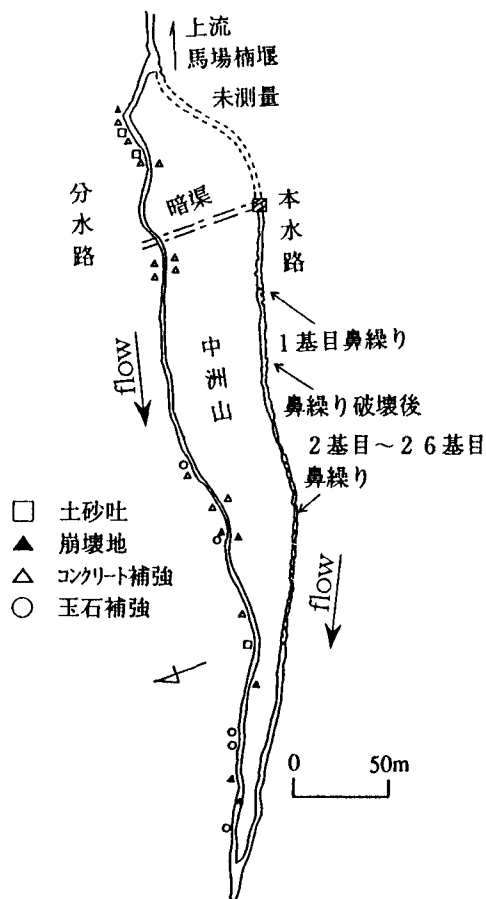 上流
馬場楠堰
未測量
分水路
暗渠
本水路
1基目鼻繰り
中洲山
flow
鼻繰り破壊後
2基目～26基目
鼻繰り
□ 土砂吐
▲ 崩壊地
△ コンクリート補強
○ 玉石補強
flow
0 50m